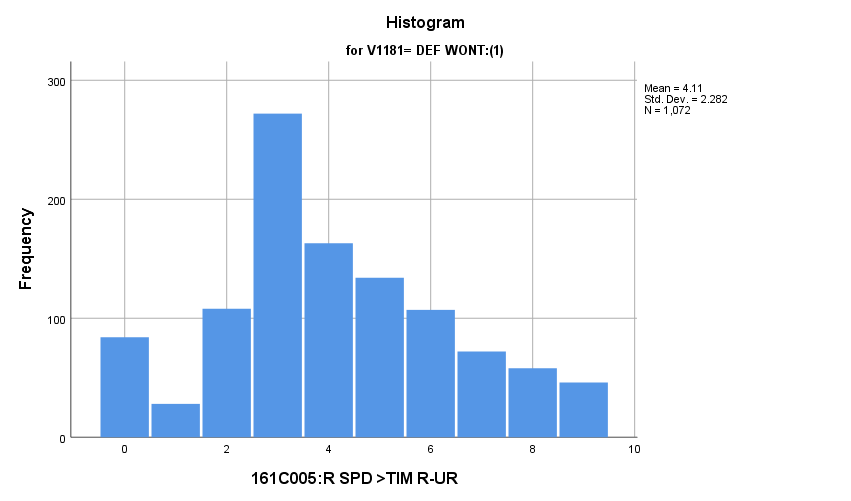 Histogram
for V1181= DEF WONT:(1)
Mean = 4.11
Std. Dev. = 2.282
N = 1,072
Frequency
300
200
100
0
0 2 4 6 8 10
161C005:R SPD >TIM R-UR